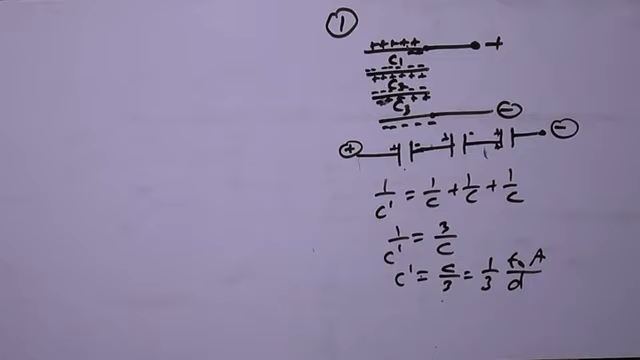 1
+ + + + +
+
C1
- - - - - -
+ + + + + +
C2
- - - - + +
C3
-
- - - - - -
+ + - + - + -
1/C' = 1/C + 1/C + 1/C
1/C' = 3/C
C' = C/3 = 1/3 ε₀A/d